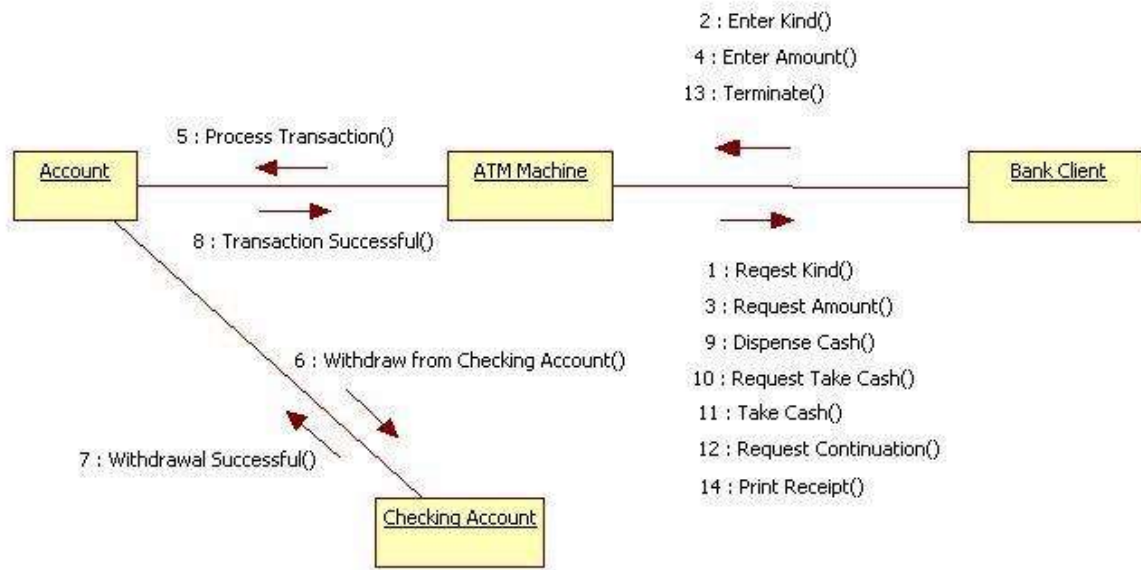 2 : Enter Kind()
4 : Enter Amount()
13 : Terminate()
5 : Process Transaction()
Account
ATM Machine
Bank Client
8 : Transaction Successful()
1 : Reqest Kind()
3 : Request Amount()
9 : Dispense Cash()
10 : Request Take Cash()
11 : Take Cash()
12 : Request Continuation()
14 : Print Receipt()
6 : Withdraw from Checking Account()
7 : Withdrawal Successful()
Checking Account